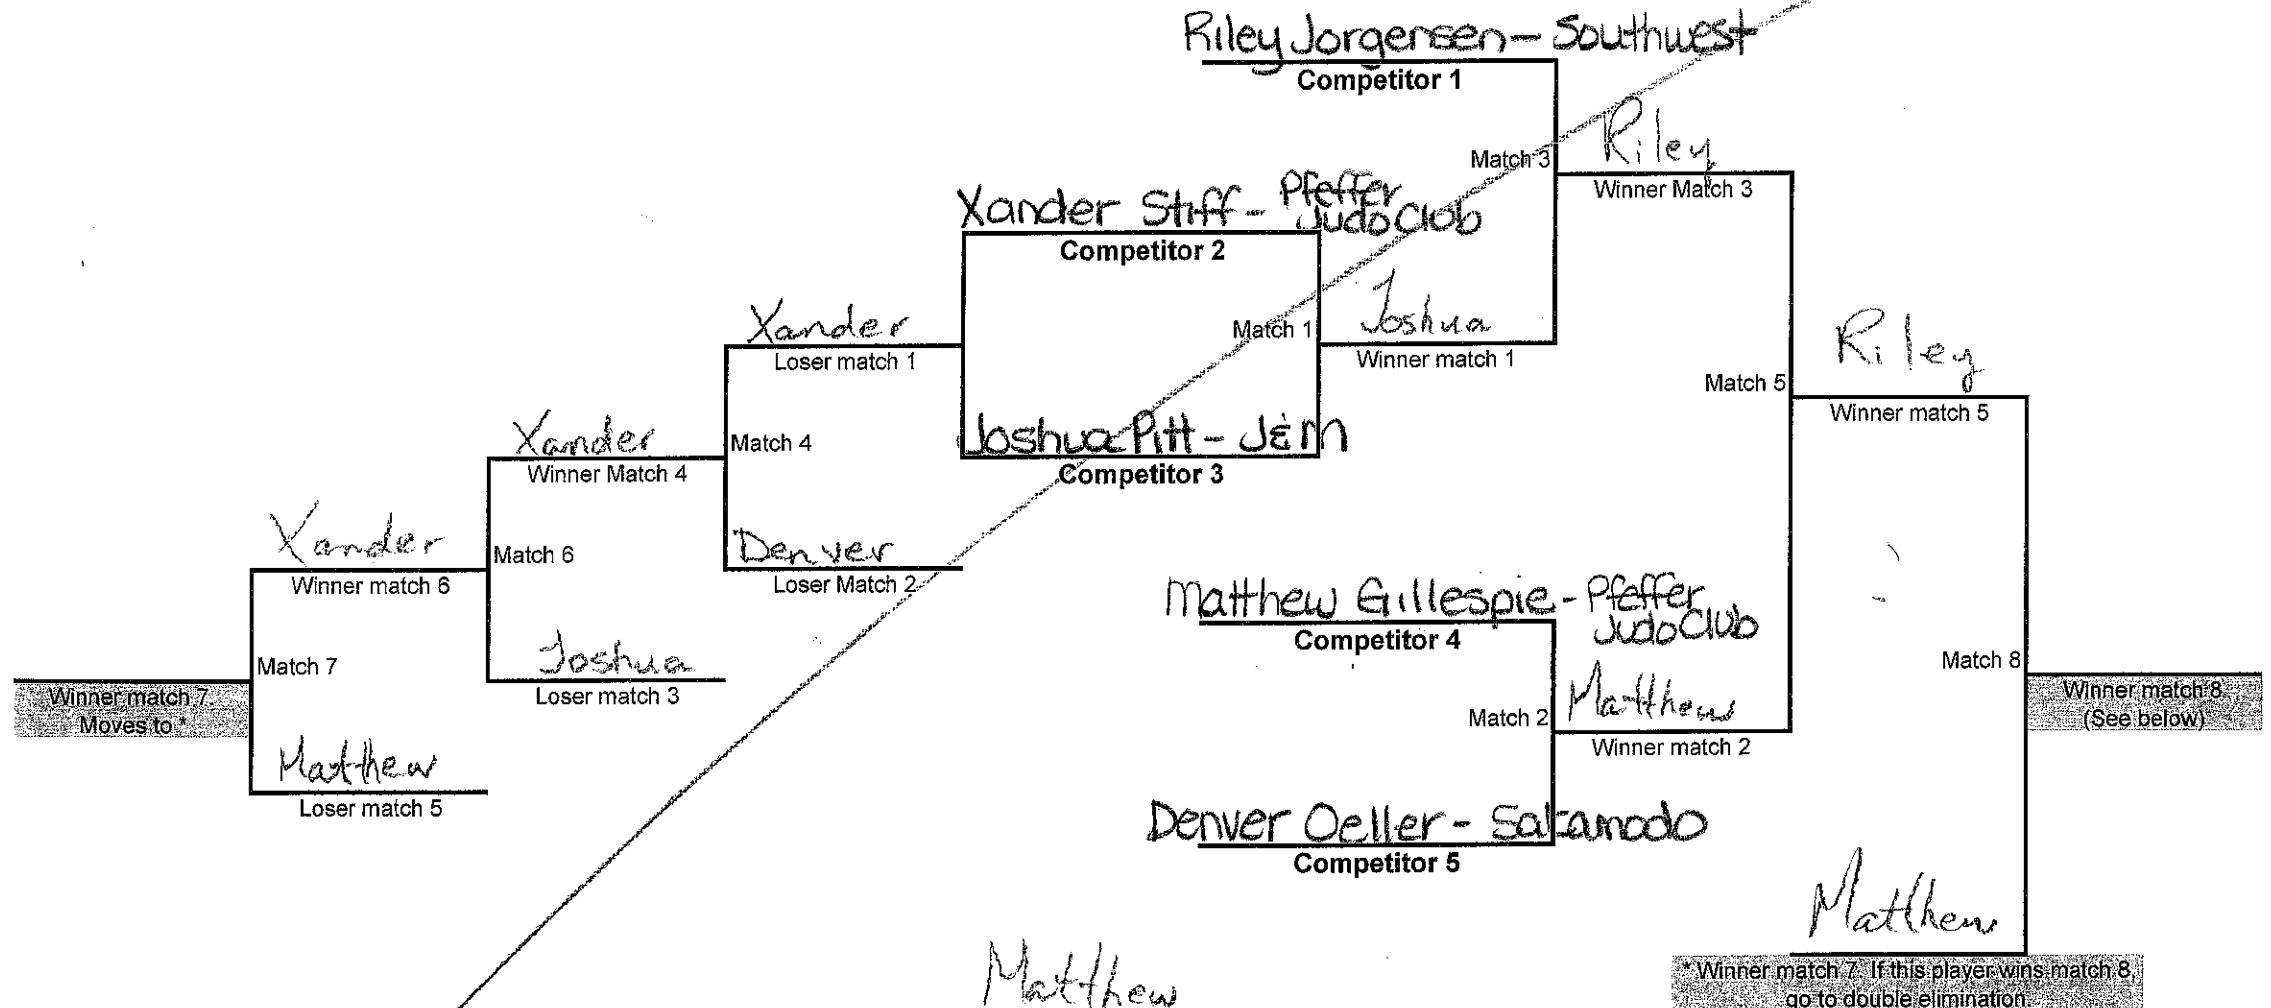 Riley Jorgensen - Southwest
Competitor 1
Match 3
Riley
Winner Match 3
Xander Stiff - Pfeffer
Judo Club
Competitor 2
Xander
Loser match 1
Match 1
Joshua
Winner match 1
Match 5
Riley
Winner match 5
Xander
Winner Match 4
Match 4
Joshua Pitt - J&M
Competitor 3
Xander
Winner match 6
Match 6
Denver
Loser Match 2
Matthew Gillespie - Pfeffer
Judo Club
Competitor 4
Match 7
Joshua
Loser match 3
Winner match 7.
Moves to *
Match 2
Matthew
Winner match 2
Match 8
Winner match 8.
(See below)
Matthew
Loser match 5
Denver Oeller - Sakamodo
Competitor 5
Matthew
* Winner match 7. If this player wins match 8,
go to double elimination.
Matthew